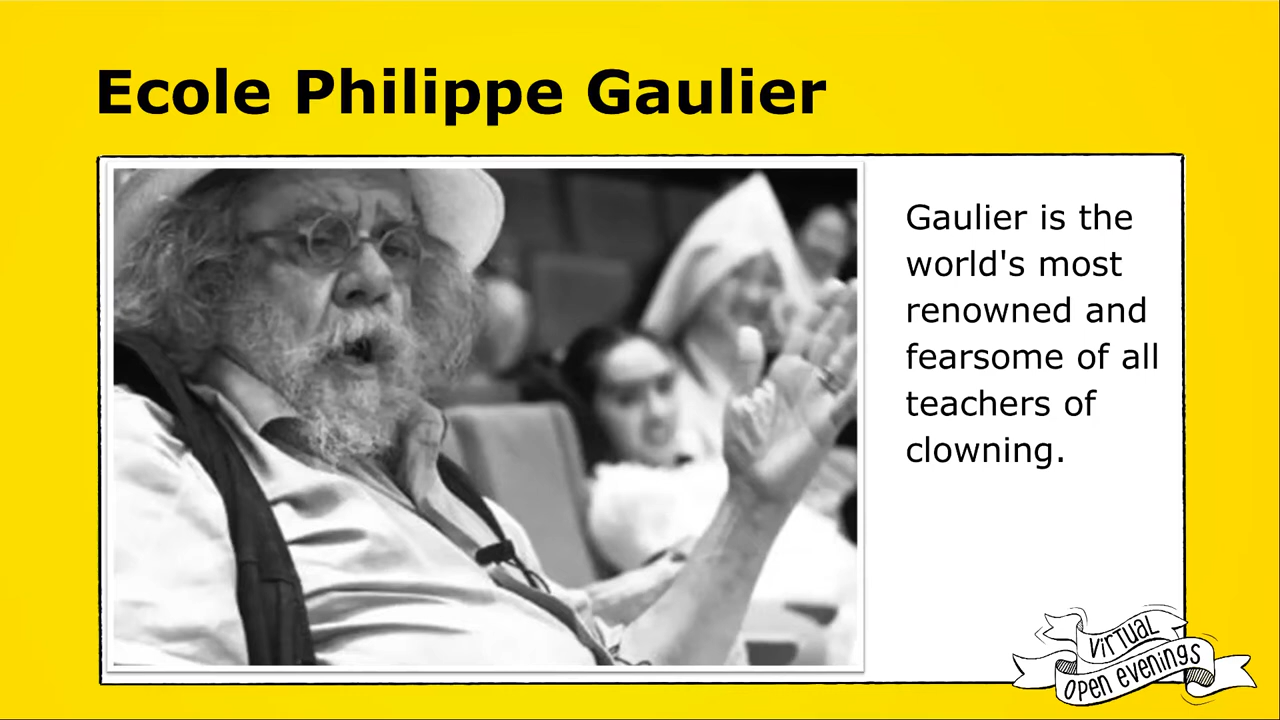 Ecole Philippe Gaulier
Gaulier is the
world's most
renowned and
fearsome of all
teachers of
clowning.
VIRTUAL
OPEN EVENINGS